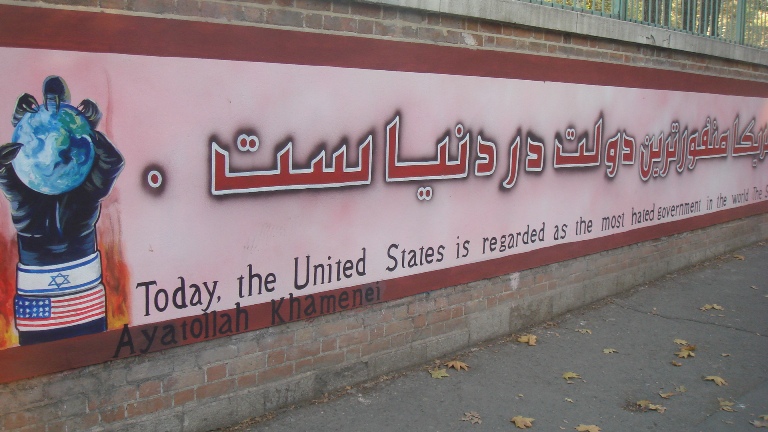 منفورترین دولت در دنیاست .
Today, the United States is regarded as the most hated government in the world The
Ayatollah Khamenei